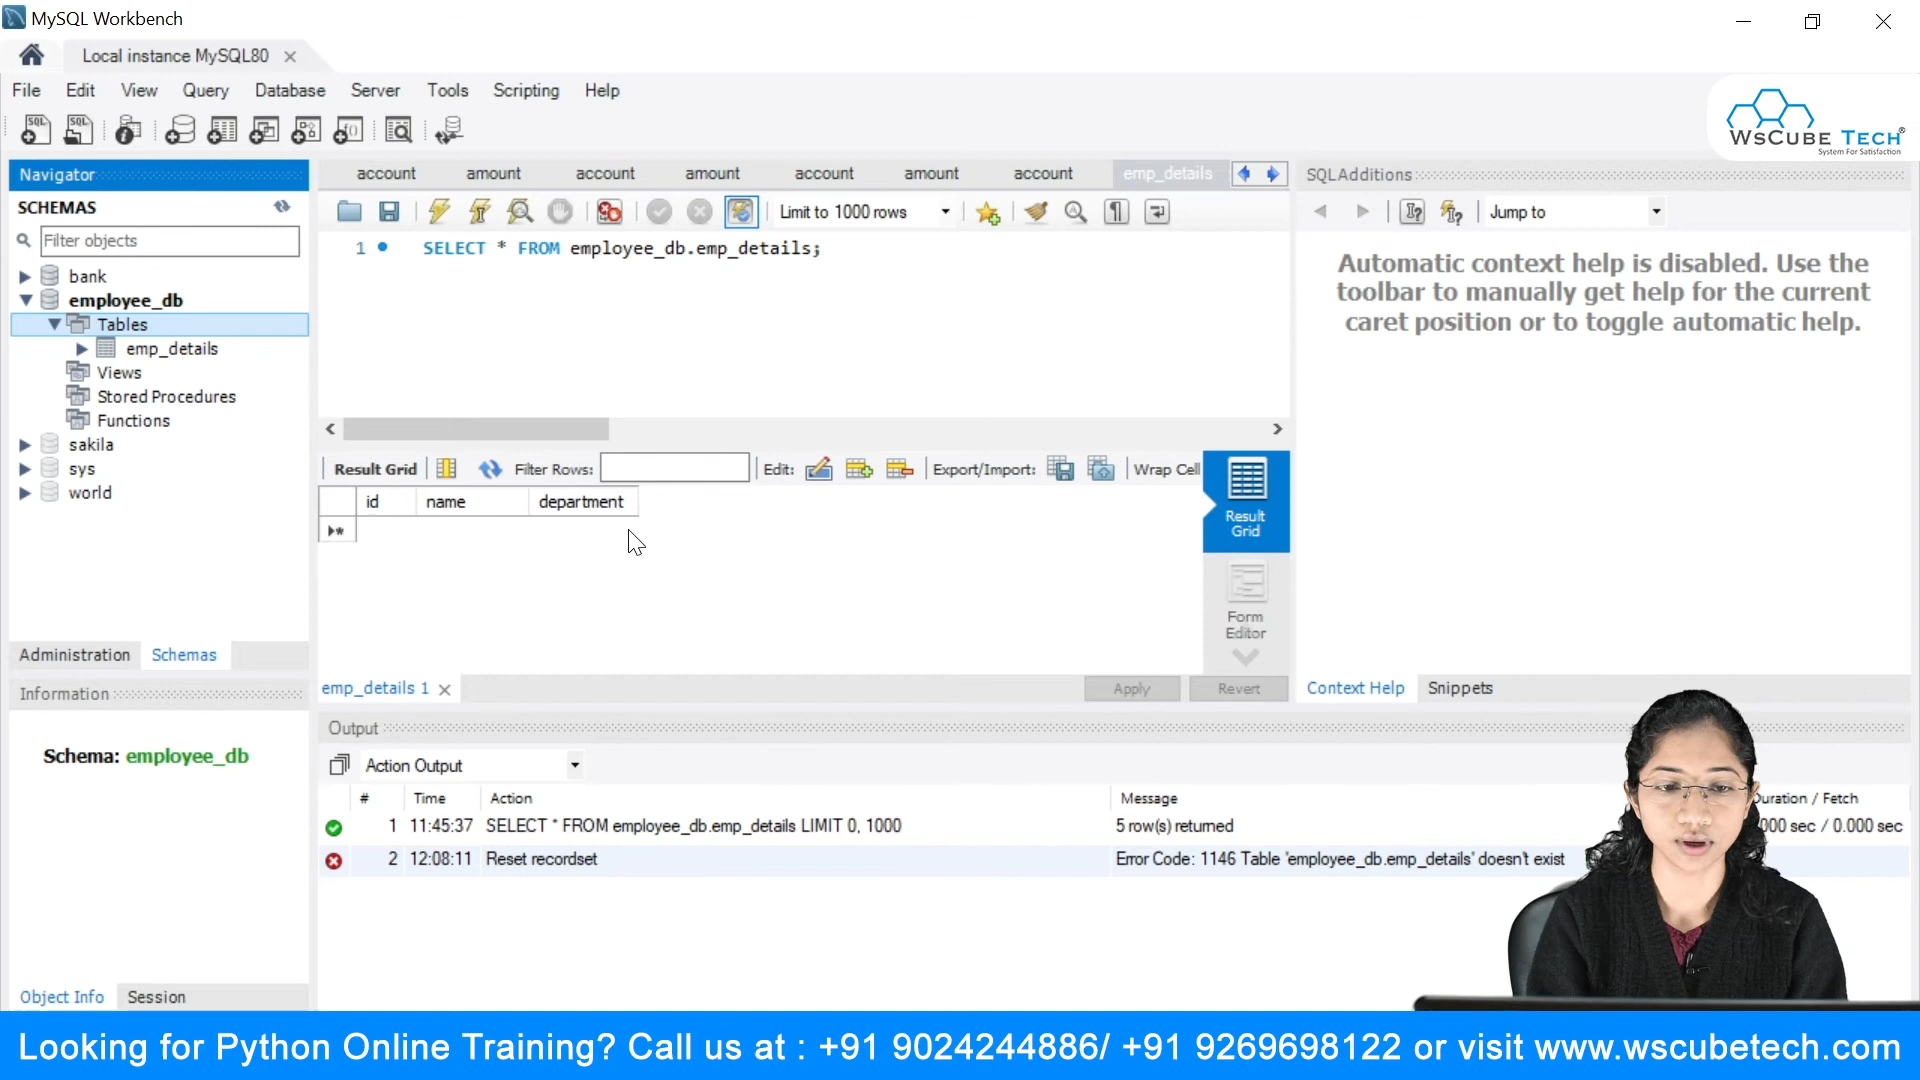 MySQL Workbench
Local instance MySQL80
File Edit View Query Database Server Tools Scripting Help
WsCube Tech®
System For Satisfaction
Navigator
account amount account amount account amount account emp_details
SQLAdditions
SCHEMAS
Limit to 1000 rows
Jump to
Filter objects
1 SELECT * FROM employee_db.emp_details;
Automatic context help is disabled. Use the
toolbar to manually get help for the current
caret position or to toggle automatic help.
bank
employee_db
Tables
emp_details
Views
Stored Procedures
Functions
sakila
sys
world
Result Grid Filter Rows: Edit: Export/Import: Wrap Cell
id name department
Result
Grid
Form
Editor
Administration Schemas
emp_details 1
Apply Revert
Context Help Snippets
Information
Output
Schema: employee_db
Action Output
# Time Action Message Duration / Fetch
1 11:45:37 SELECT * FROM employee_db.emp_details LIMIT 0, 1000 5 row(s) returned 000 sec / 0.000 sec
2 12:08:11 Reset recordset Error Code: 1146 Table 'employee_db.emp_details' doesn't exist
Object Info Session
Looking for Python Online Training? Call us at : +91 9024244886/ +91 9269698122 or visit www.wscubetech.com